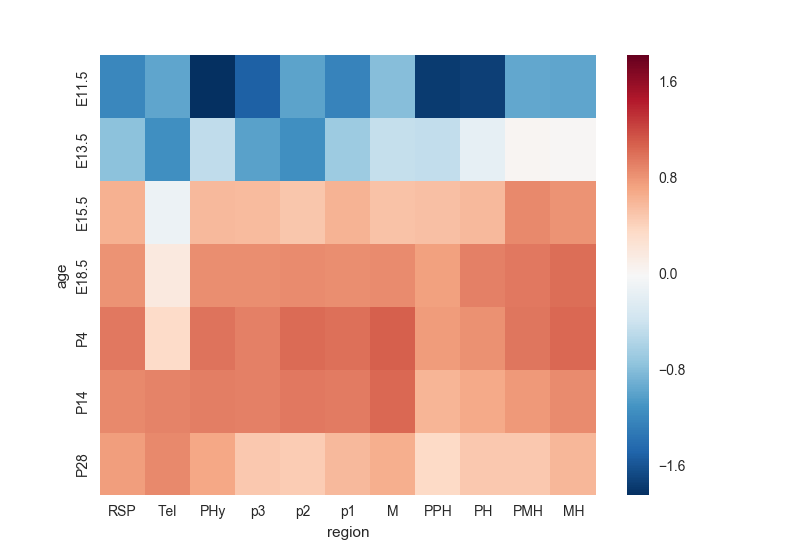 E11.5
E13.5
E15.5
E18.5
P4
P14
P28
age
RSP Tel PHy p3 p2 p1 M PPH PH PMH MH
region
1.6
0.8
0.0
−0.8
−1.6